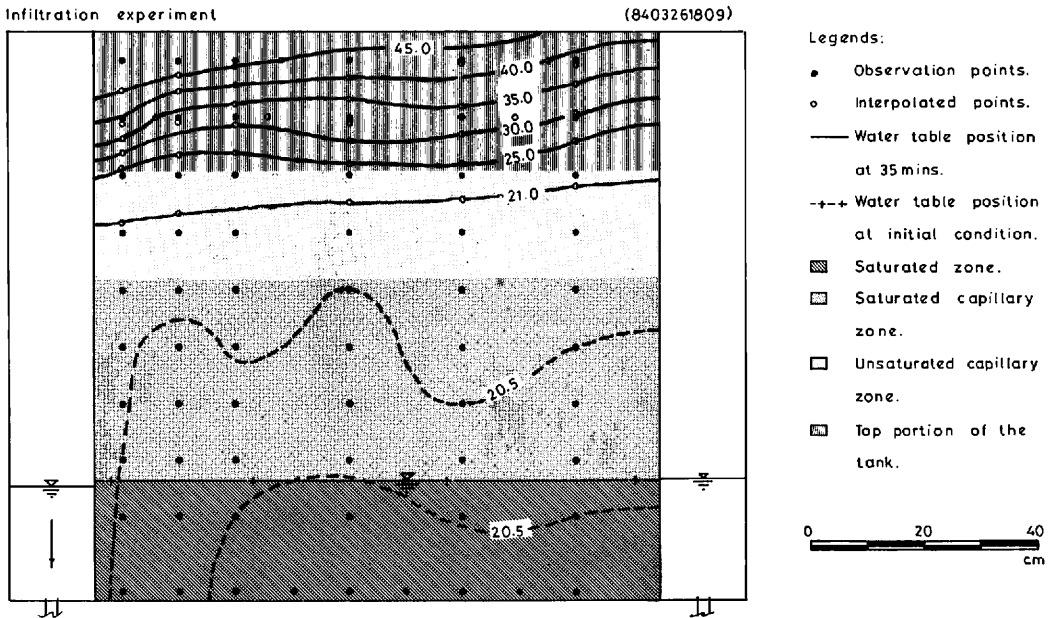 Infiltration experiment (8403261809)
45.0
40.0
35.0
30.0
25.0
21.0
20.5
20.5
Legends:
Observation points.
Interpolated points.
Water table position
at 35 mins.
Water table position
at initial condition.
Saturated zone.
Saturated capillary
zone.
Unsaturated capillary
zone.
Top portion of the
tank.
0 20 40
cm